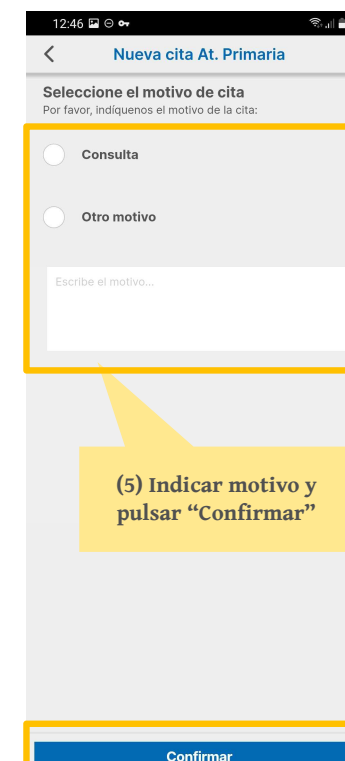 12:46
Nueva cita At. Primaria
Seleccione el motivo de cita
Por favor, indíquenos el motivo de la cita:
Consulta
Otro motivo
Escribe el motivo...
(5) Indicar motivo y
pulsar “Confirmar”
Confirmar